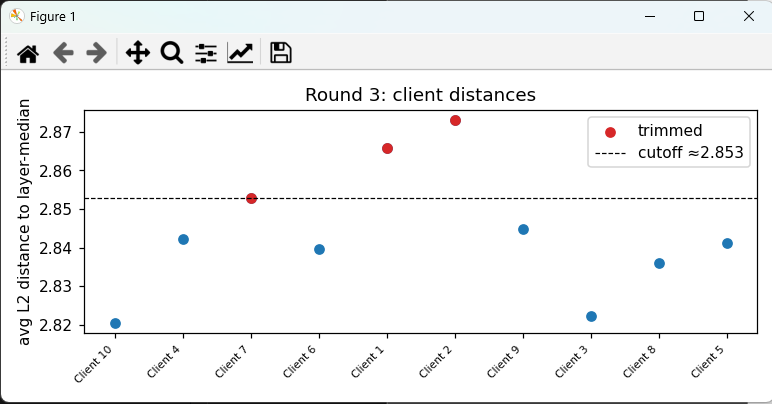 Figure 1
Round 3: client distances
avg L2 distance to layer-median
2.87
2.86
2.85
2.84
2.83
2.82
trimmed
cutoff ≈2.853
Client 10
Client 4
Client 7
Client 6
Client 1
Client 2
Client 9
Client 3
Client 8
Client 5